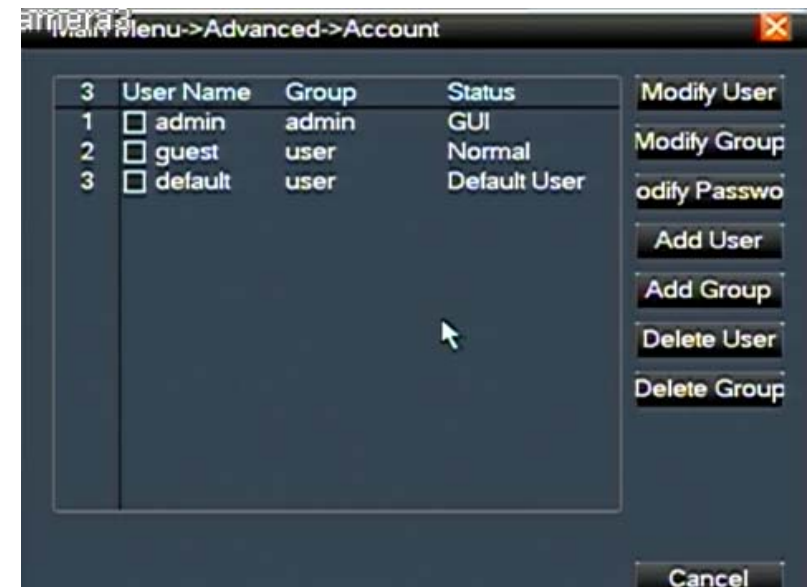 amera3
Main Menu->Advanced->Account
3 User Name Group Status
1 admin admin GUI
2 guest user Normal
3 default user Default User
Modify User
Modify Group
odify Passwo
Add User
Add Group
Delete User
Delete Group
Cancel